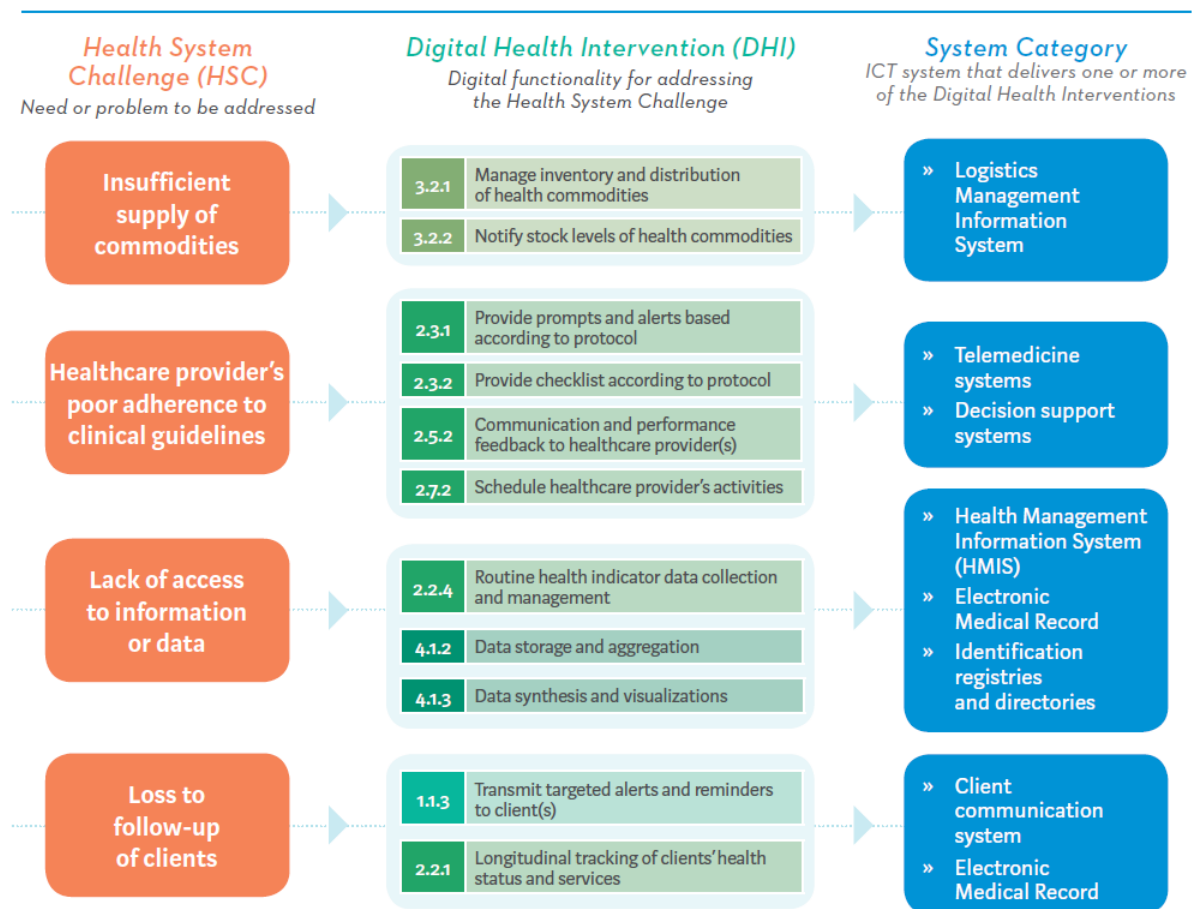 Health System
Challenge (HSC)
Need or problem to be addressed
Digital Health Intervention (DHI)
Digital functionality for addressing
the Health System Challenge
System Category
ICT system that delivers one or more
of the Digital Health Interventions
Insufficient
supply of
commodities
3.2.1
Manage inventory and distribution
of health commodities
3.2.2
Notify stock levels of health commodities
» Logistics
Management
Information
System
Healthcare provider's
poor adherence to
clinical guidelines
2.3.1
Provide prompts and alerts based
according to protocol
2.3.2
Provide checklist according to protocol
2.5.2
Communication and performance
feedback to healthcare provider(s)
2.7.2
Schedule healthcare provider's activities
» Telemedicine
systems
» Decision support
systems
Lack of access
to information
or data
2.2.4
Routine health indicator data collection
and management
4.1.2
Data storage and aggregation
4.1.3
Data synthesis and visualizations
» Health Management
Information System
(HMIS)
» Electronic
Medical Record
» Identification
registries
and directories
Loss to
follow-up
of clients
1.1.3
Transmit targeted alerts and reminders
to client(s)
2.2.1
Longitudinal tracking of clients' health
status and services
» Client
communication
system
» Electronic
Medical Record